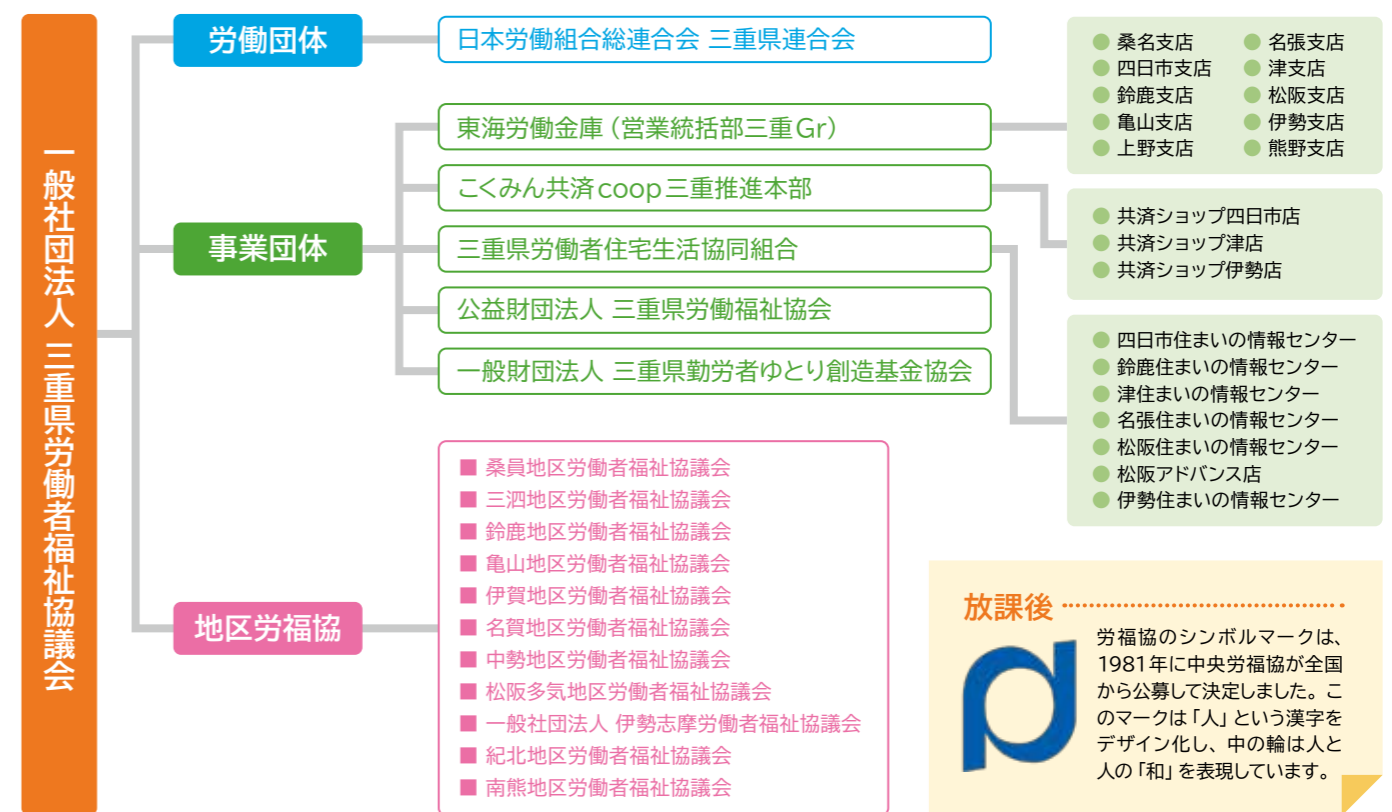 一般社団法人 三重県労働者福祉協議会
労働団体
日本労働組合総連合会 三重県連合会
事業団体
東海労働金庫（営業統括部三重Gr）
こくみん共済coop三重推進本部
三重県労働者住宅生活協同組合
公益財団法人 三重県労働福祉協会
一般財団法人 三重県勤労者ゆとり創造基金協会
● 桑名支店
● 四日市支店
● 鈴鹿支店
● 亀山支店
● 上野支店
● 名張支店
● 津支店
● 松阪支店
● 伊勢支店
● 熊野支店
● 共済ショップ四日市店
● 共済ショップ津店
● 共済ショップ伊勢店
● 四日市住まいの情報センター
● 鈴鹿住まいの情報センター
● 津住まいの情報センター
● 名張住まいの情報センター
● 松阪住まいの情報センター
● 松阪アドバンス店
● 伊勢住まいの情報センター
地区労福協
■ 桑員地区労働者福祉協議会
■ 三泗地区労働者福祉協議会
■ 鈴鹿地区労働者福祉協議会
■ 亀山地区労働者福祉協議会
■ 伊賀地区労働者福祉協議会
■ 名賀地区労働者福祉協議会
■ 中勢地区労働者福祉協議会
■ 松阪多気地区労働者福祉協議会
■ 一般社団法人 伊勢志摩労働者福祉協議会
■ 紀北地区労働者福祉協議会
■ 南熊地区労働者福祉協議会
放課後
労福協のシンボルマークは、
1981年に中央労福協が全国
から公募して決定しました。こ
のマークは「人」という漢字を
デザイン化し、中の輪は人と
人の「和」を表現しています。